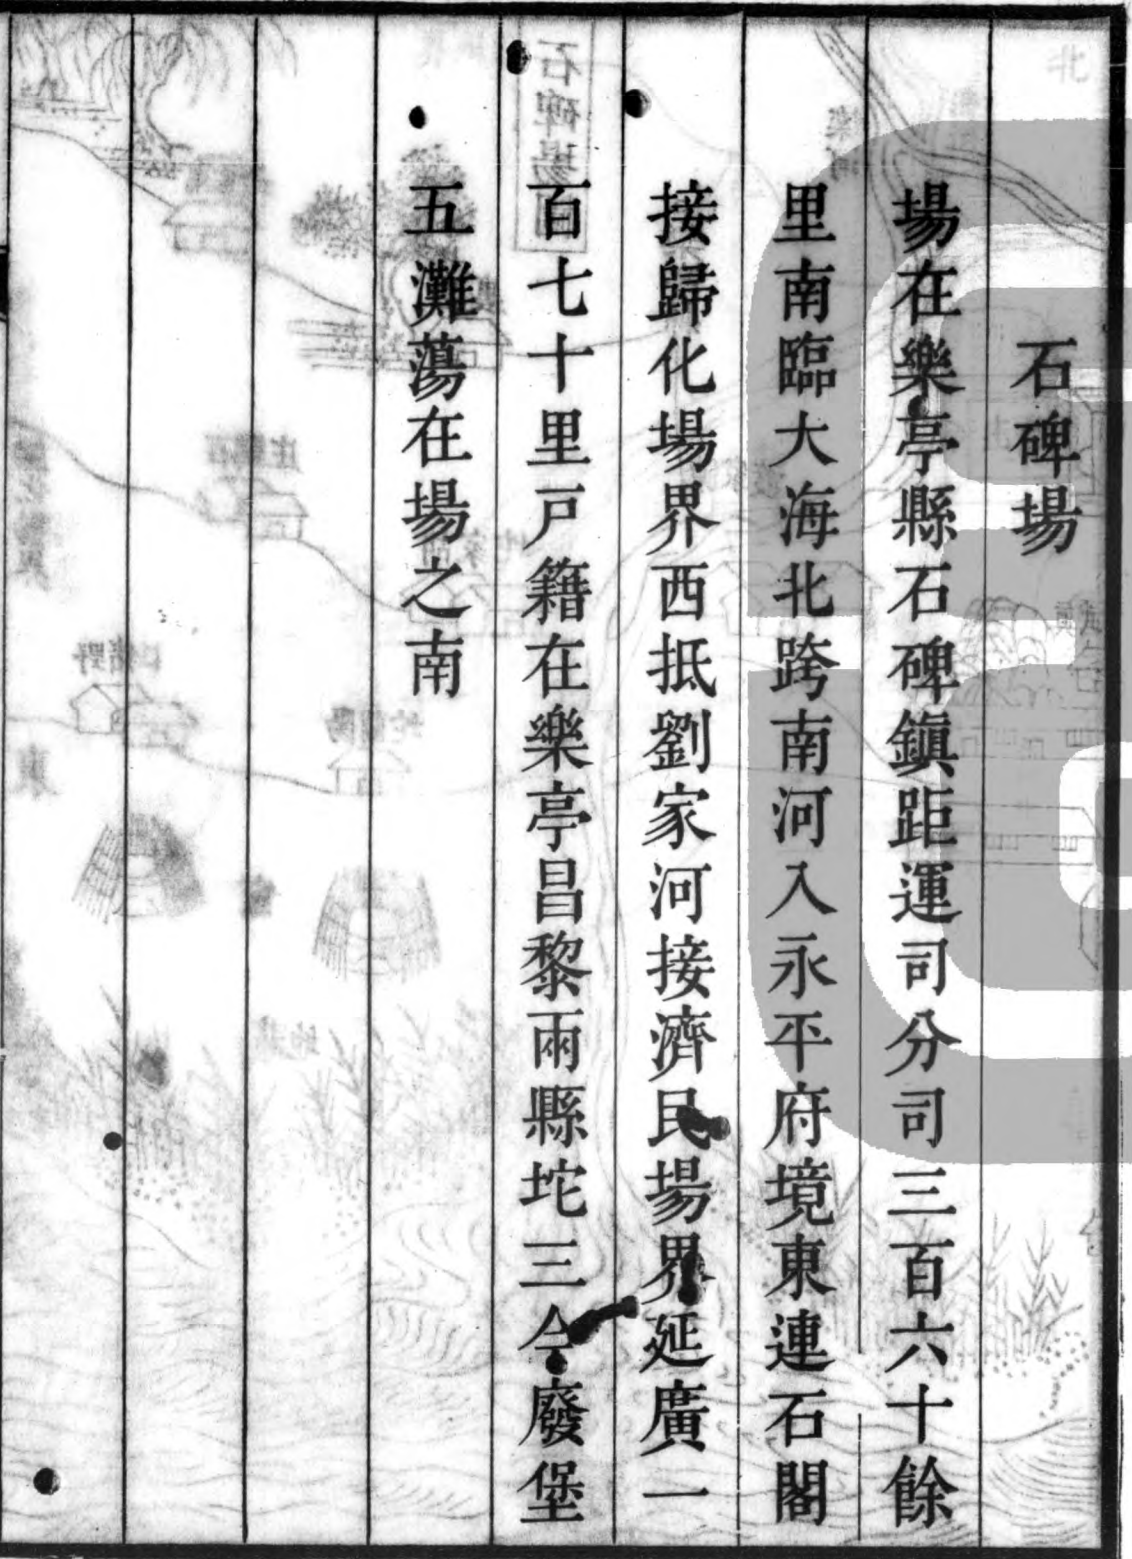 石碑場
場在樂亭縣石碑鎮距運司分司三百六十餘
里南臨大海北跨南河入永平府境東連石閣
接歸化場界西抵劉家河接濟民場界延廣一
百七十里戸籍在樂亭昌黎兩縣坨三今廢堡
五灘蕩在場之南